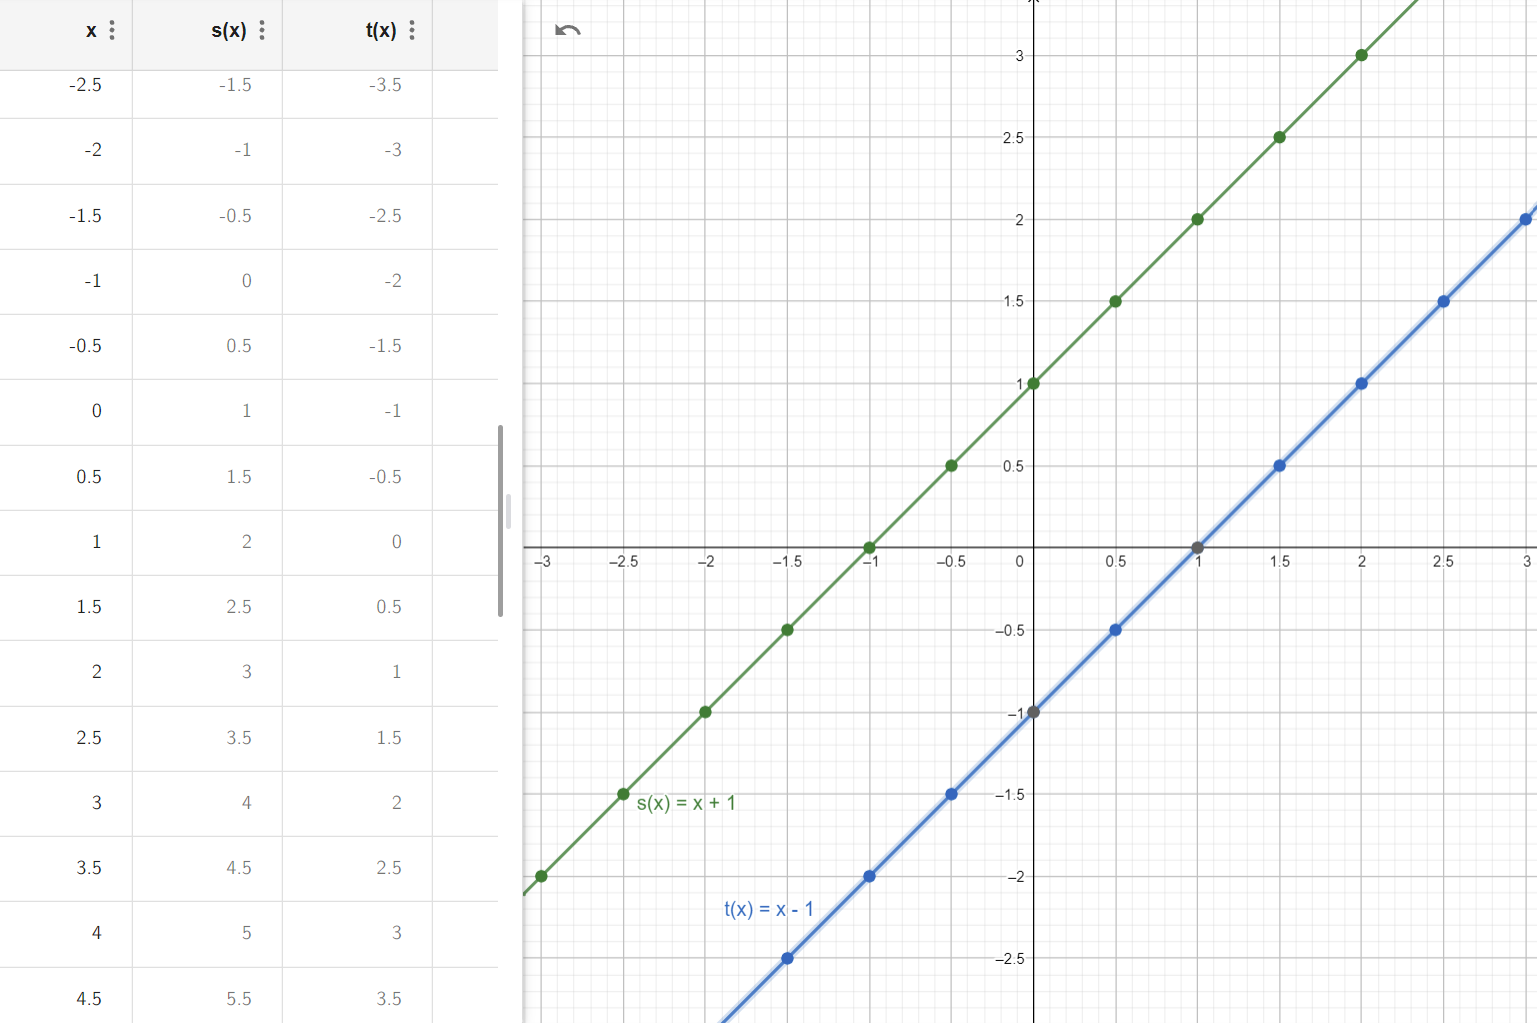 x s(x) t(x)
-2.5 -1.5 -3.5
-2 -1 -3
-1.5 -0.5 -2.5
-1 0 -2
-0.5 0.5 -1.5
0 1 -1
0.5 1.5 -0.5
1 2 0
1.5 2.5 0.5
2 3 1
2.5 3.5 1.5
3 4 2
3.5 4.5 2.5
4 5 3
4.5 5.5 3.5
3
2.5
2
1.5
1
0.5
–3 –2.5 –2 –1.5 –1 –0.5 0 0.5 1 1.5 2 2.5 3
–0.5
–1
–1.5
s(x) = x + 1
–2
t(x) = x - 1
–2.5